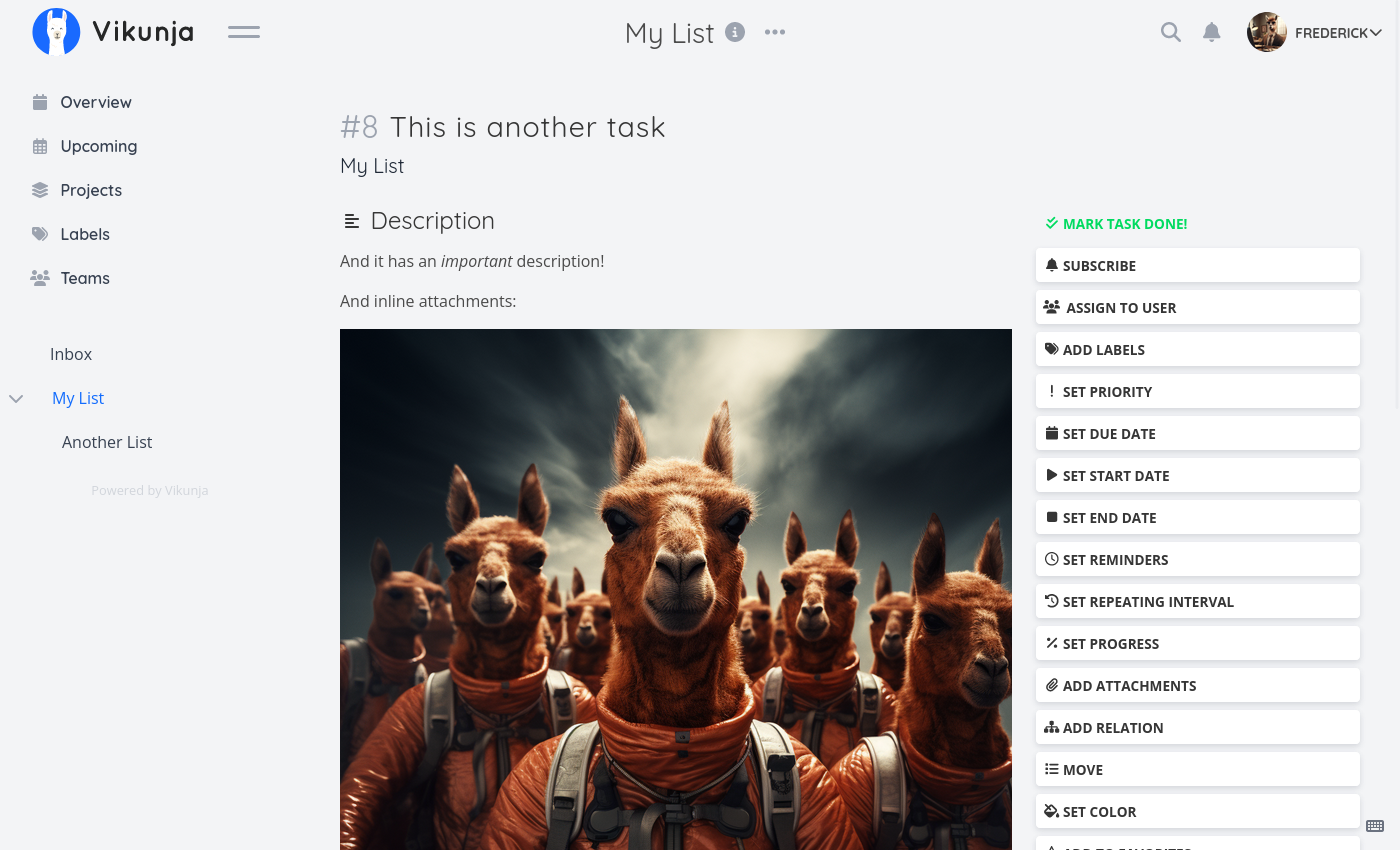 Vikunja
My List
FREDERICK
Overview
Upcoming
Projects
Labels
Teams
Inbox
My List
Another List
Powered by Vikunja
#8 This is another task
My List
Description
And it has an important description!
And inline attachments:
MARK TASK DONE!
SUBSCRIBE
ASSIGN TO USER
ADD LABELS
SET PRIORITY
SET DUE DATE
SET START DATE
SET END DATE
SET REMINDERS
SET REPEATING INTERVAL
SET PROGRESS
ADD ATTACHMENTS
ADD RELATION
MOVE
SET COLOR
ADD TO FAVORITES